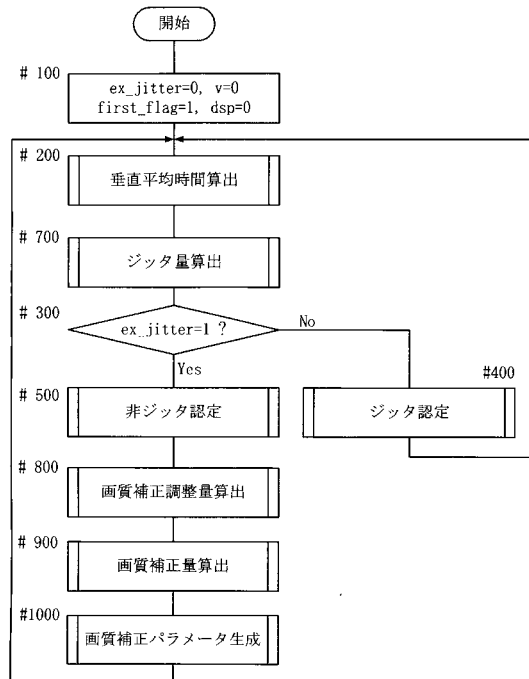 開始
# 100
ex_jitter=0, v=0
first_flag=1, dsp=0
# 200
垂直平均時間算出
# 700
ジッタ量算出
# 300
ex_jitter=1 ?
No
Yes
# 500
非ジッタ認定
#400
ジッタ認定
# 800
画質補正調整量算出
# 900
画質補正量算出
#1000
画質補正パラメータ生成